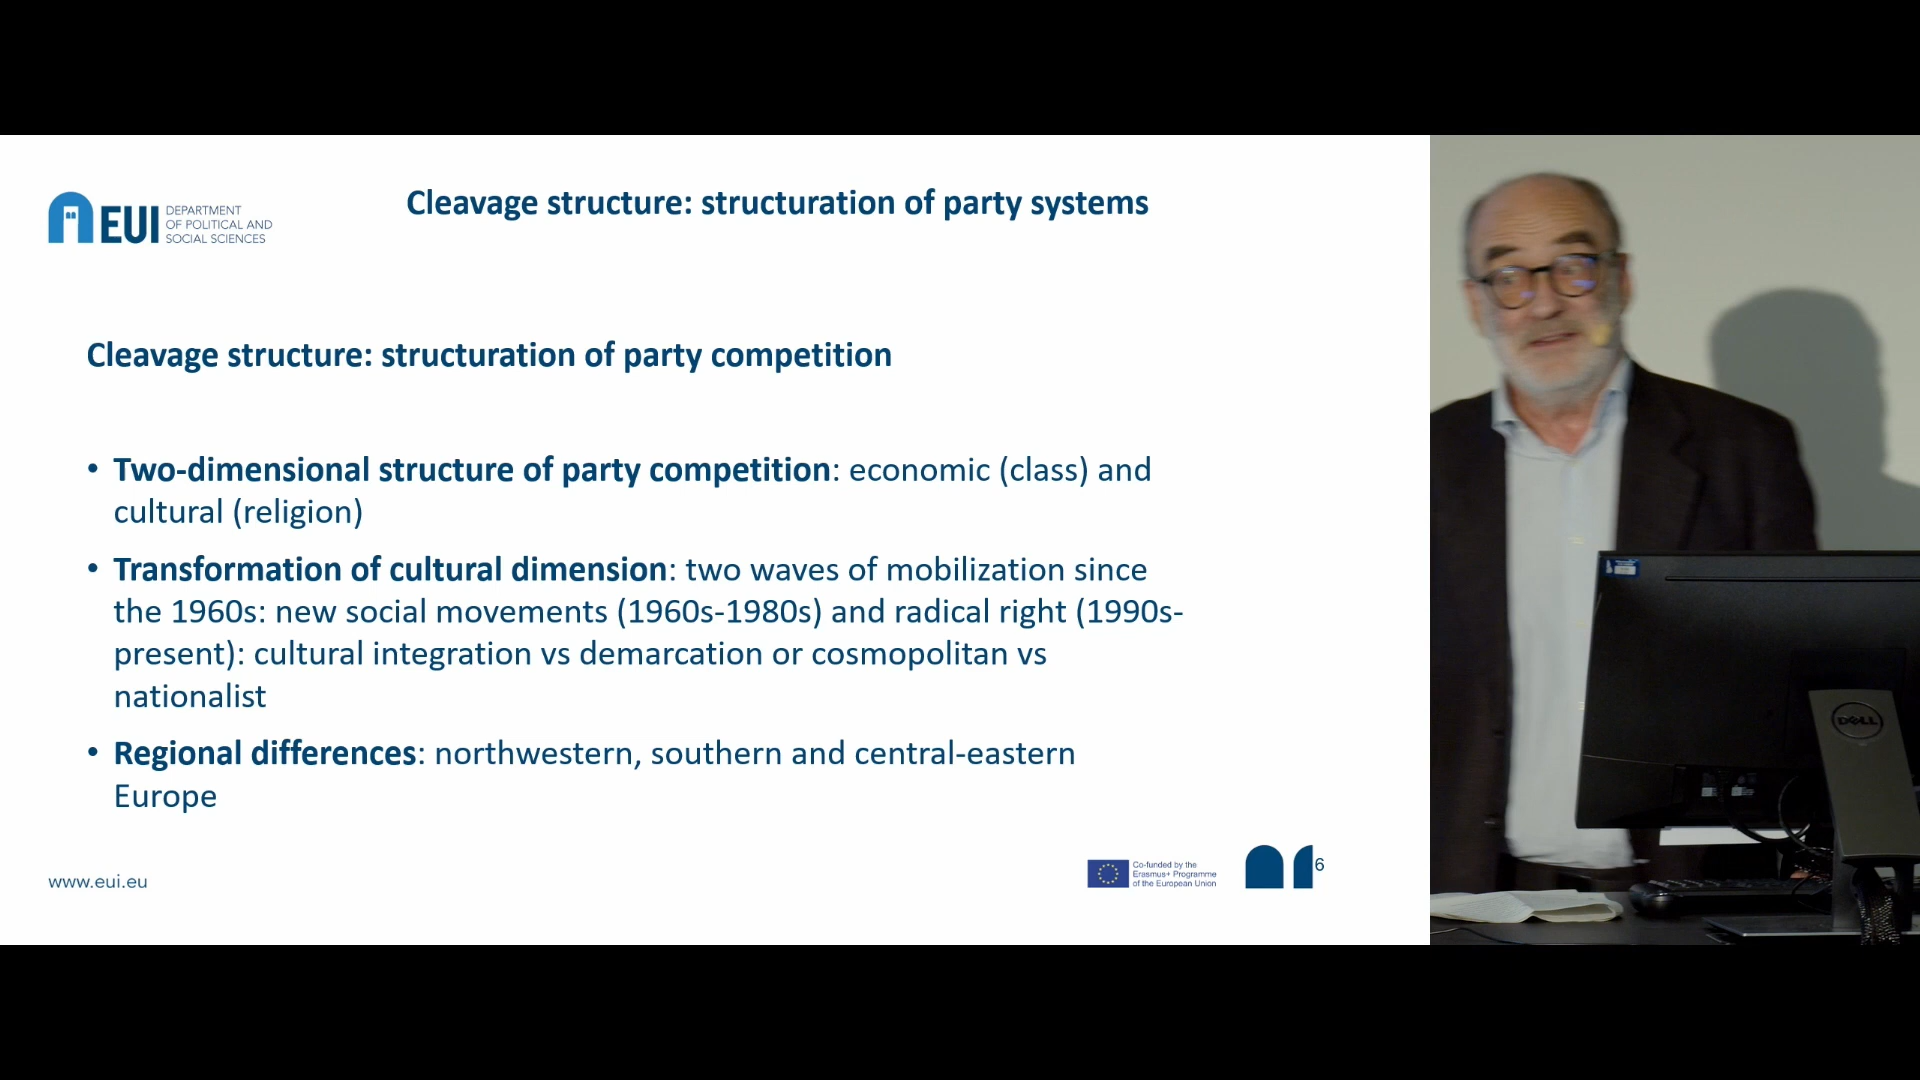 Cleavage structure: structuration of party systems
EUI
DEPARTMENT
OF POLITICAL AND
SOCIAL SCIENCES
Cleavage structure: structuration of party competition
• Two-dimensional structure of party competition: economic (class) and
cultural (religion)
• Transformation of cultural dimension: two waves of mobilization since
the 1960s: new social movements (1960s-1980s) and radical right (1990s-
present): cultural integration vs demarcation or cosmopolitan vs
nationalist
• Regional differences: northwestern, southern and central-eastern
Europe
www.eui.eu
Co-funded by the
Erasmus+ Programme
of the European Union
6
DELL